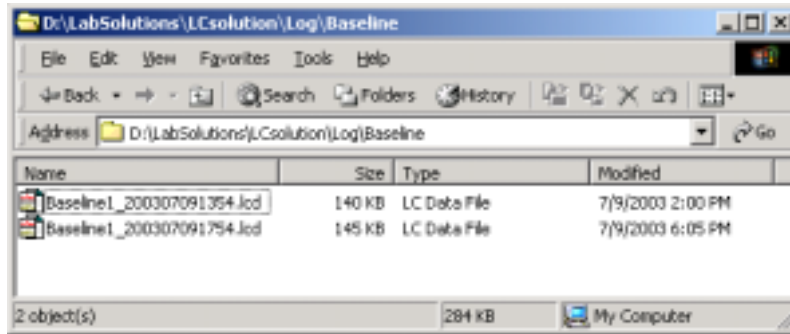 D:\LabSolutions\LCsolution\Log\Baseline
File Edit View Favorites Tools Help
Back Search Folders History
Address D:\LabSolutions\LCsolution\Log\Baseline Go
Name Size Type Modified
Baseline1_200307091354.lcd 140 KB LC Data File 7/9/2003 2:00 PM
Baseline1_200307091754.lcd 145 KB LC Data File 7/9/2003 6:05 PM
2 object(s) 284 KB My Computer